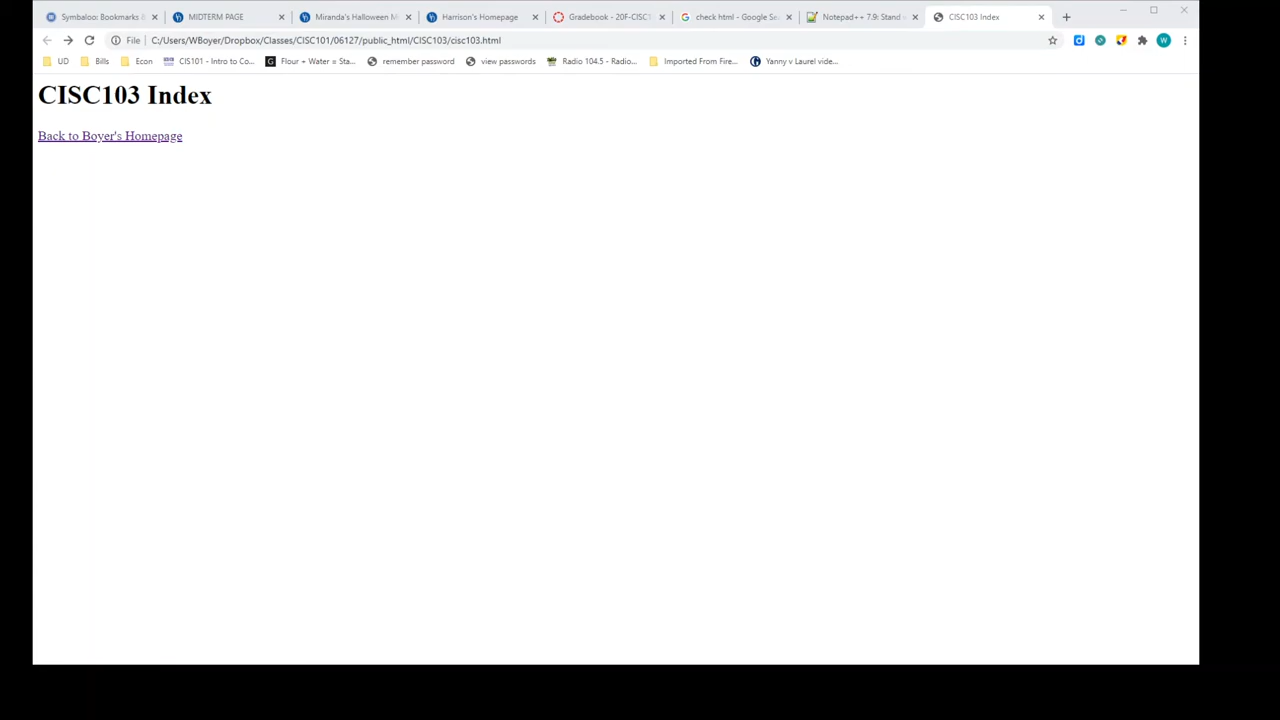 Symbaloo: Bookmarks B
MIDTERM PAGE
Miranda's Halloween M
Harrison's Homepage
Gradebook - 20F-CISC1
check html - Google Sea
Notepad++ 7.9: Stand u
CISC103 Index
File
C:/Users/WBoyer/Dropbox/Classes/CISC101/06127/public_html/CISC103/cisc103.html
W
UD
Bills
Econ
CIS101 - Intro to Co...
Flour + Water = Sta...
remember password
view passwords
Radio 104.5 - Radio...
Imported From Fire...
Yanny v Laurel vide...
CISC103 Index
Back to Boyer's Homepage